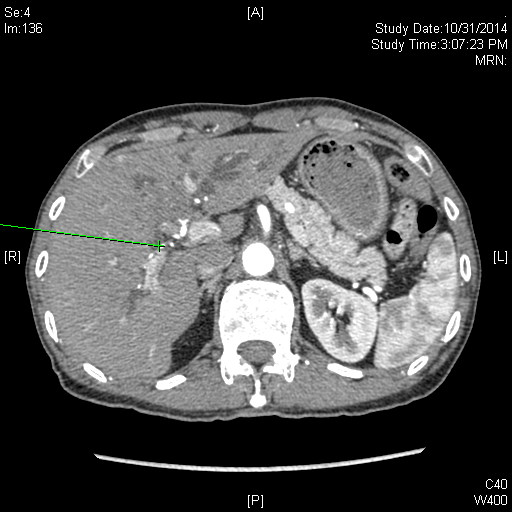 Se:4
Im:136
[A]
.
Study Date:10/31/2014
Study Time:3:07:23 PM
MRN:
[R]
[L]
[P]
C40
W400